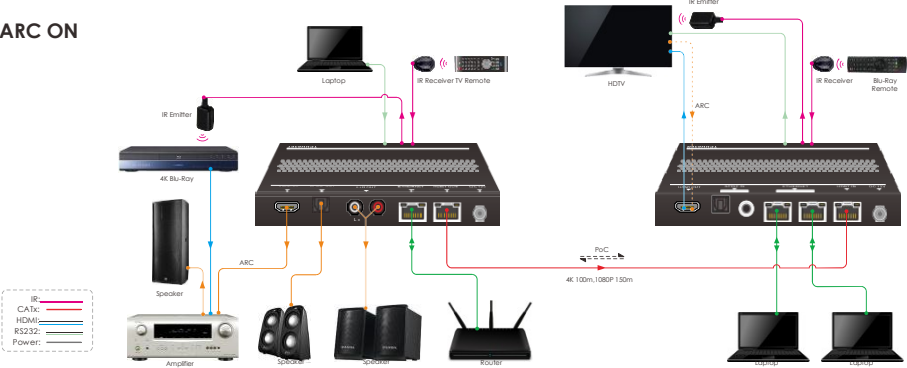 IR Emitter
ARC ON
Laptop
IR Receiver TV Remote
HDTV
IR Receiver
Blu-Ray
Remote
IR Emitter
ARC
4K Blu-Ray
ARC
PoC
4K 100m,1080P 150m
Speaker
IR:
CATx:
HDMI:
RS232:
Power:
Amplifier
Speaker
Speaker
Router
Laptop
Laptop